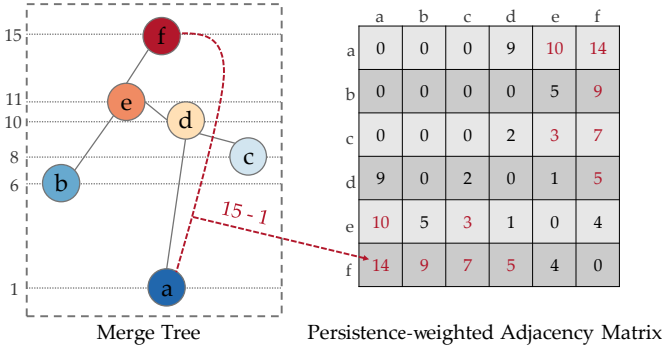 15
11
10
8
6
1
f
e
d
c
b
a
15 - 1
Merge Tree
a b c d e f
a 0 0 0 9 10 14
b 0 0 0 0 5 9
c 0 0 0 2 3 7
d 9 0 2 0 1 5
e 10 5 3 1 0 4
f 14 9 7 5 4 0
Persistence-weighted Adjacency Matrix